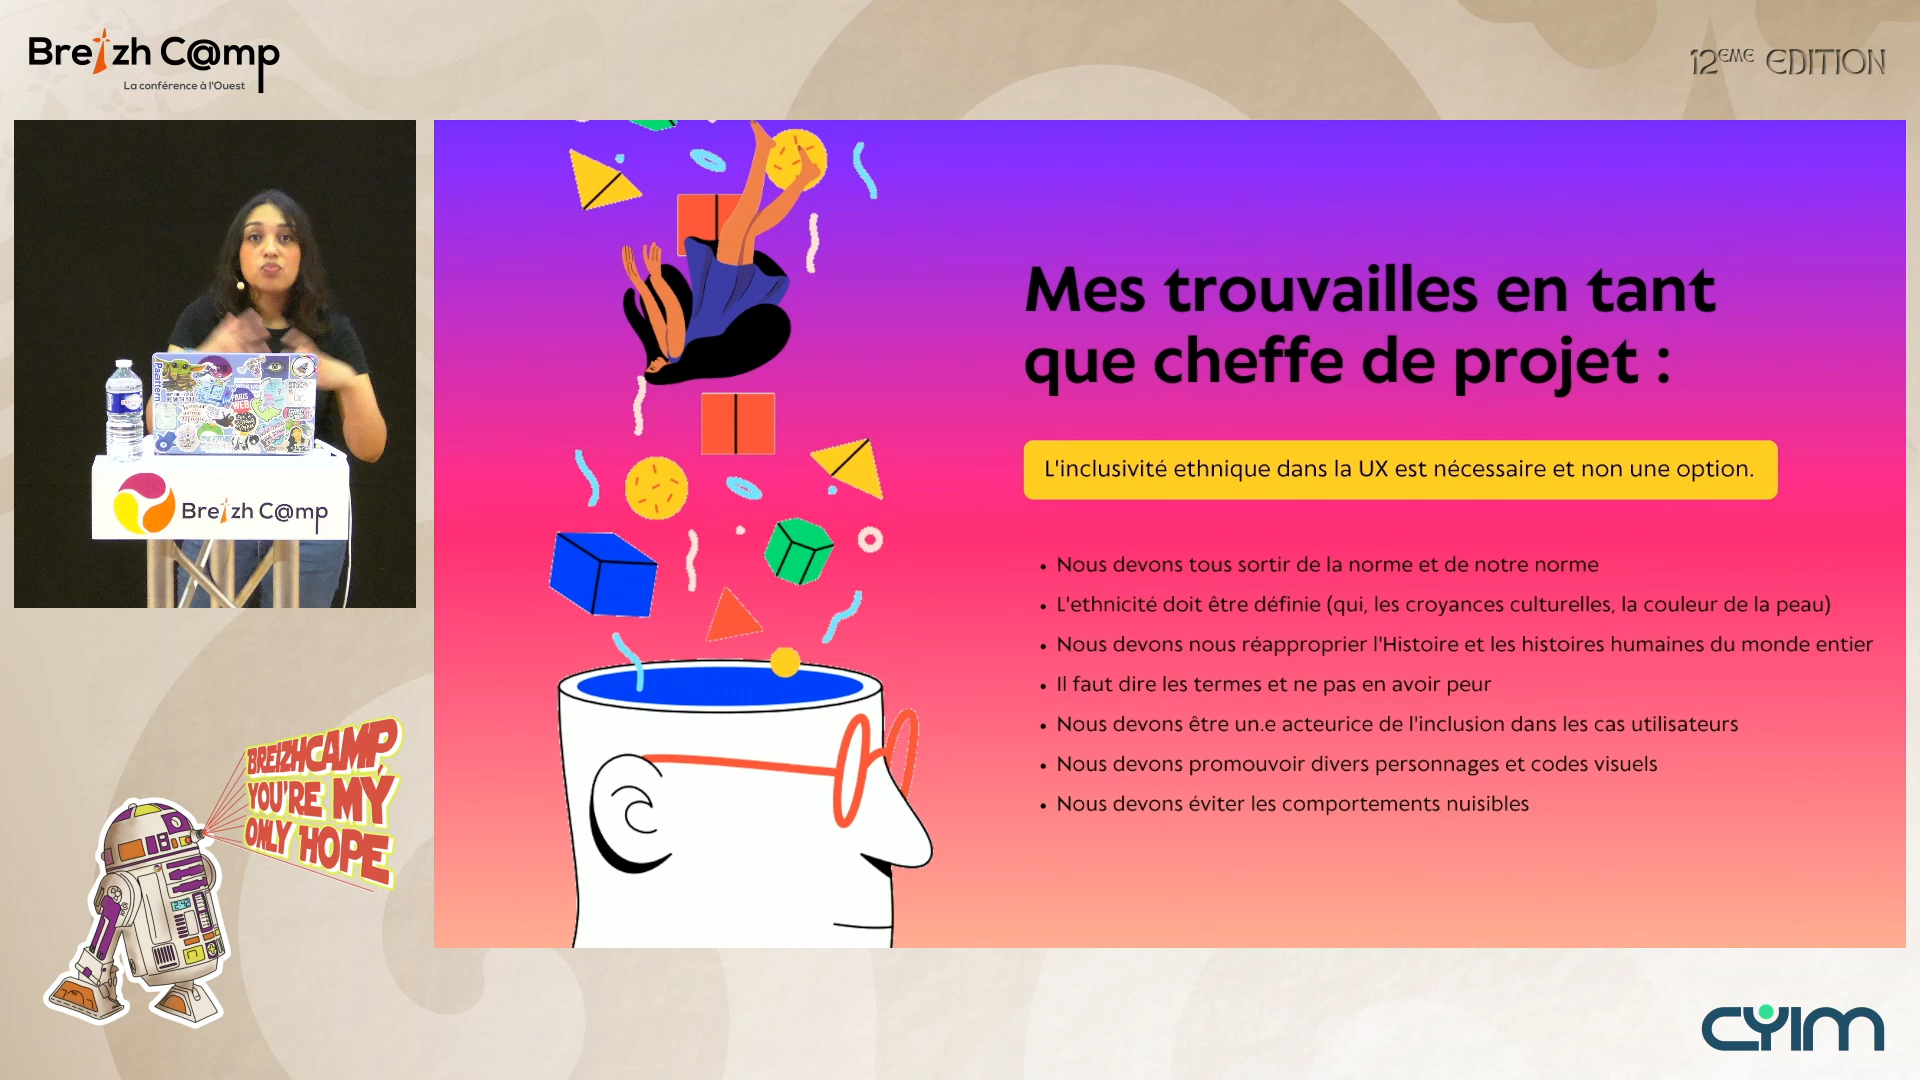 Breizh C@mp
La conférence à l'Ouest
12EME EDITION
Mes trouvailles en tant
que cheffe de projet :
L'inclusivité ethnique dans la UX est nécessaire et non une option.
• Nous devons tous sortir de la norme et de notre norme
• L'ethnicité doit être définie (qui, les croyances culturelles, la couleur de la peau)
• Nous devons nous réapproprier l'Histoire et les histoires humaines du monde entier
• Il faut dire les termes et ne pas en avoir peur
• Nous devons être un.e acteurice de l'inclusion dans les cas utilisateurs
• Nous devons promouvoir divers personnages et codes visuels
• Nous devons éviter les comportements nuisibles
Breizh C@mp
BREIZHCAMP
YOU'RE MY
ONLY HOPE
CYIM